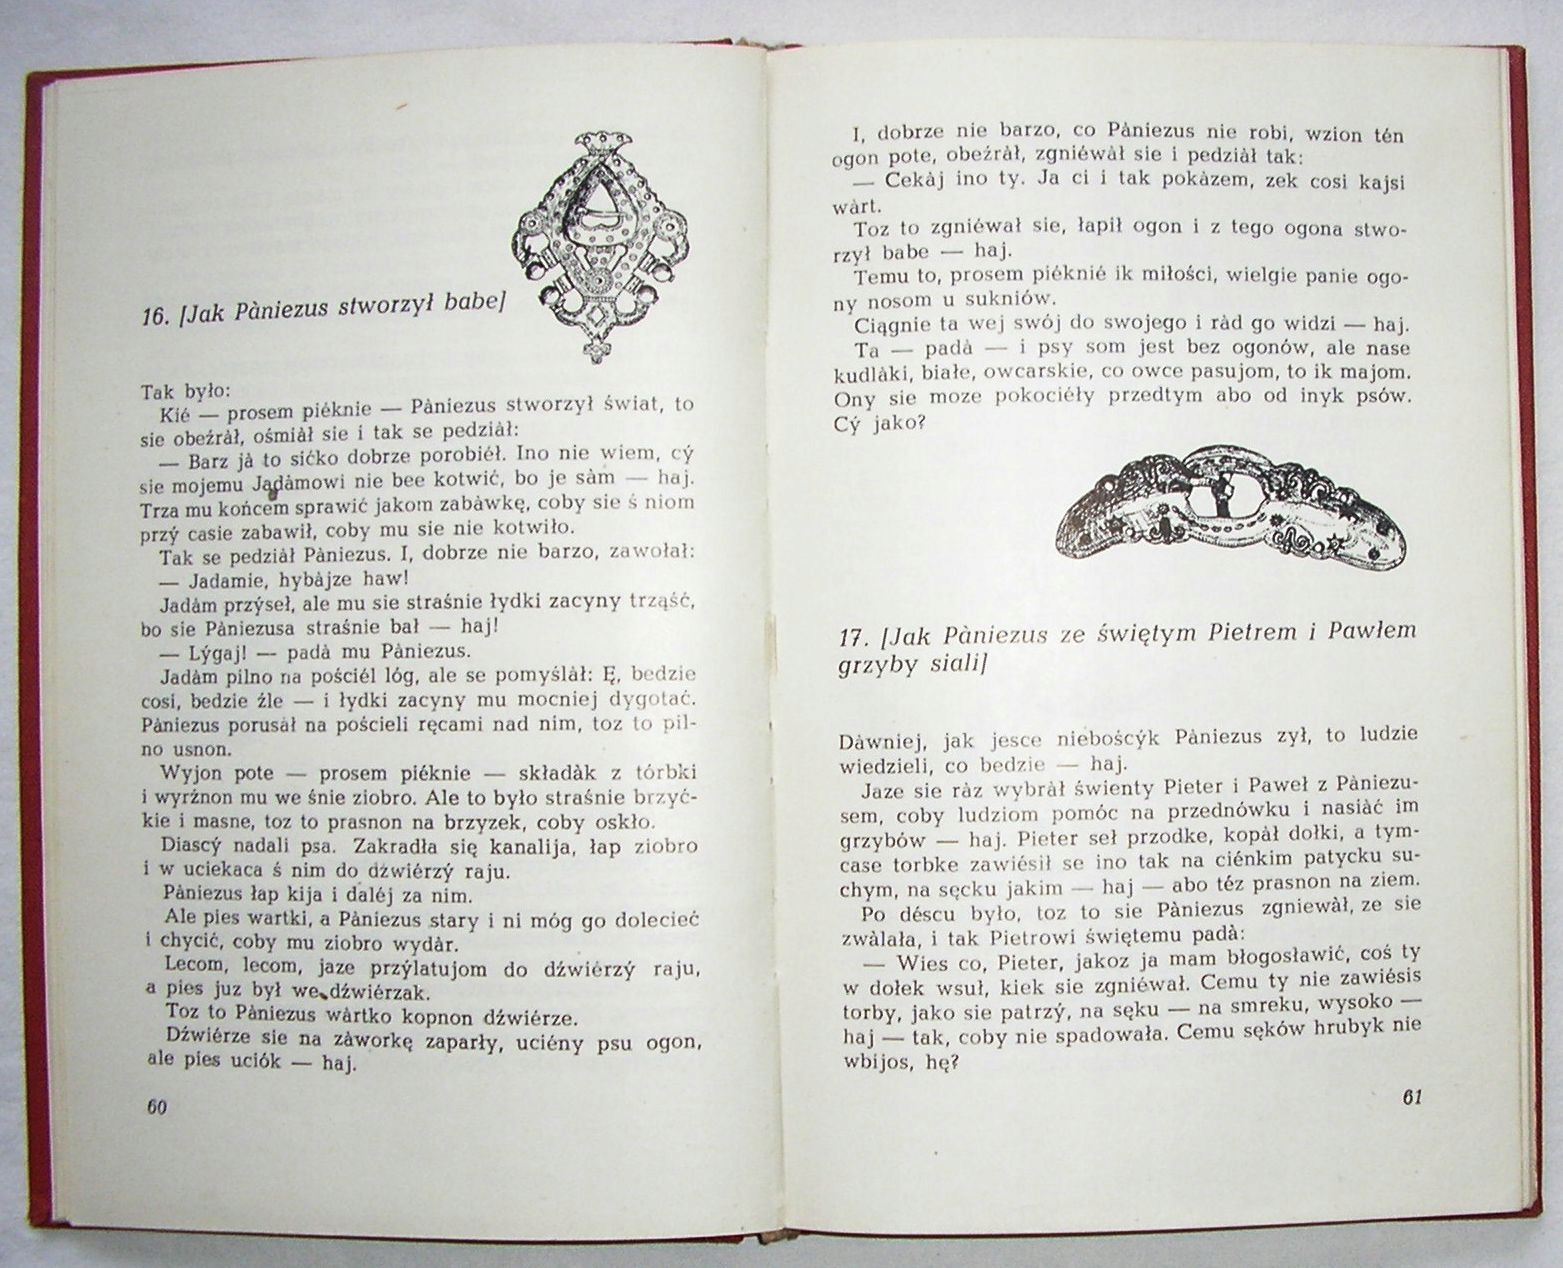 16. [Jak Pàniezus stworzył babe]
Tak było:
Kié — prosem piéknie — Pàniezus stworzył świat, to
sie obeźràł, ośmiàł sie i tak se pedziàł:
— Barz jà to sićko dobrze porobiéł. Ino nie wiem, cý
sie mojemu Jadàmowi nie bee kotwić, bo je sàm — haj.
Trza mu końcem sprawić jakom zabàwkę, coby sie ś niom
przý casie zabawił, coby mu sie nie kotwiło.
Tak se pedziàł Pàniezus. I, dobrze nie barzo, zawołał:
— Jadamie, hybàjze haw!
Jadàm przýseł, ale mu sie straśnie łydki zacyny trząść,
bo sie Pàniezusa straśnie bał — haj!
— Lýgaj! — padà mu Pàniezus.
Jadàm pilno na pościél lóg, ale se pomyślàł: Ę, bedzie
cosi, bedzie źle — i łydki zacyny mu mocniej dygotać.
Pàniezus porusàł na pościeli ręcami nad nim, toz to pil-
no usnon.
Wyjon pote — prosem piéknie — składàk z tórbki
i wyrźnon mu we śnie ziobro. Ale to było straśnie brzyć-
kie i masne, toz to prasnon na brzyzek, coby oskło.
Diascý nadali psa. Zakradła się kanalija, łap ziobro
i w uciekaca ś nim do dźwiérzý raju.
Pàniezus łap kija i daléj za nim.
Ale pies wartki, a Pàniezus stary i ni móg go doleciéć
i chycić, coby mu ziobro wydàr.
Lecom, lecom, jaze przýlatujom do dźwiérzý raju,
a pies juz był we dźwiérzak.
Toz to Pàniezus wàrtko kopnon dźwiérze.
Dźwiérze sie na zàworkę zaparły, uciény psu ogon,
ale pies uciók — haj.
60
I, dobrze nie barzo, co Pàniezus nie robi, wzion tén
ogon pote, obeźràł, zgniéwàł sie i pedziàł tak:
— Cekàj ino ty. Ja ci i tak pokàzem, zek cosi kajsi
wàrt.
Toz to zgniéwał sie, łapił ogon i z tego ogona stwo-
rzył babe — haj.
Temu to, prosem piéknié ik miłości, wielgie panie ogo-
ny nosom u sukniów.
Ciągnie ta wej swój do swojego i ràd go widzi — haj.
Ta — padà — i psy som jest bez ogonów, ale nase
kudlàki, białe, owcarskie, co owce pasujom, to ik majom.
Ony sie moze pokociéły przedtym abo od inyk psów.
Cý jako?
17. [Jak Pàniezus ze świętym Pietrem i Pawłem
grzyby siali]
Dàwniej, jak jesce niebośćýk Pàniezus zył, to ludzie
wiedzieli, co bedzie — haj.
Jaze sie ràz wybràł świenty Pieter i Paweł z Pàniezu-
sem, coby ludziom pomóc na przednówku i nasiàć im
grzybów — haj. Pieter seł przodke, kopàł dołki, a tym-
case torbke zawiésił se ino tak na ciénkim patycku su-
chym, na sęcku jakim — haj — abo téz prasnon na ziem.
Po déscu było, toz to sie Pàniezus zgniewàł, ze sie
zwàlała, i tak Pietrowi świętemu padà:
— Wies co, Pieter, jakoz ja mam błogosławić, coś ty
w dołek wsuł, kiek sie zgniéwał. Cemu ty nie zawiésis
torby, jako sie patrzý, na sęku — na smreku, wysoko —
haj — tak, coby nie spadowała. Cemu sęków hrubyk nie
wbijos, hę?
61